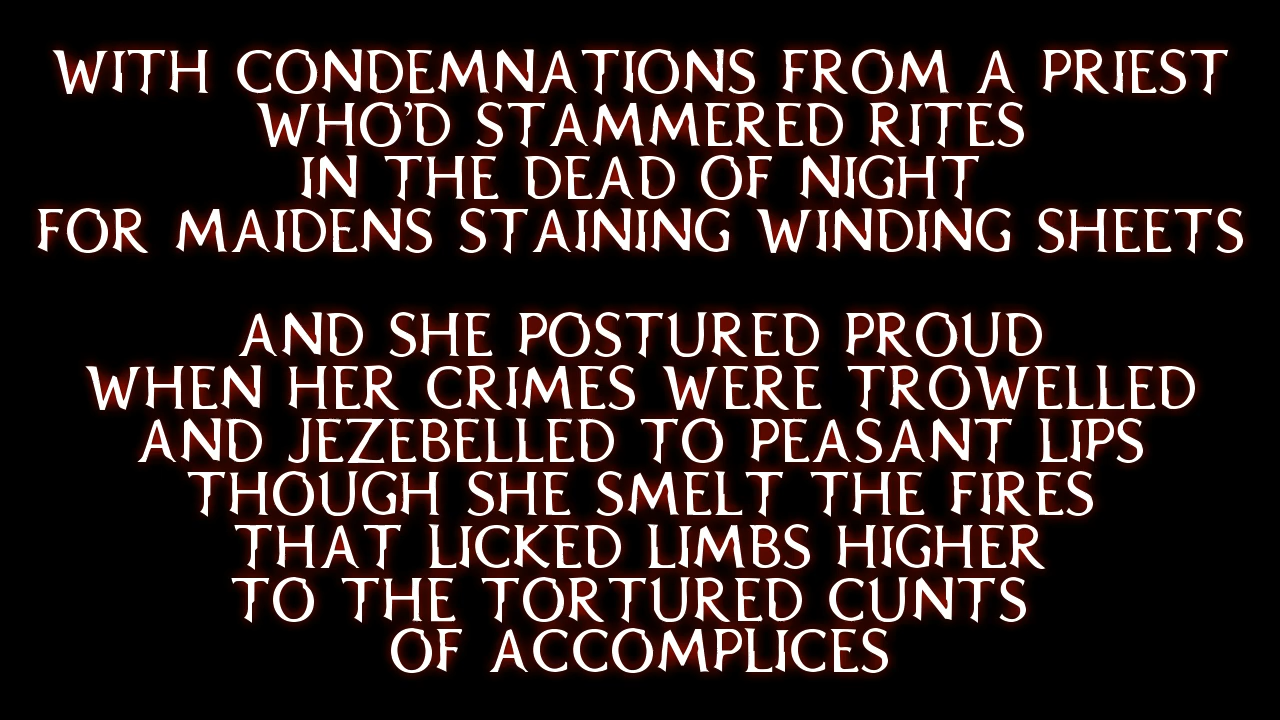 WITH CONDEMNATIONS FROM A PRIEST
WHO'D STAMMERED RITES
IN THE DEAD OF NIGHT
FOR MAIDENS STAINING WINDING SHEETS
AND SHE POSTURED PROUD
WHEN HER CRIMES WERE TROWELLED
AND JEZEBELLED TO PEASANT LIPS
THOUGH SHE SMELT THE FIRES
THAT LICKED LIMBS HIGHER
TO THE TORTURED CUNTS
OF ACCOMPLICES